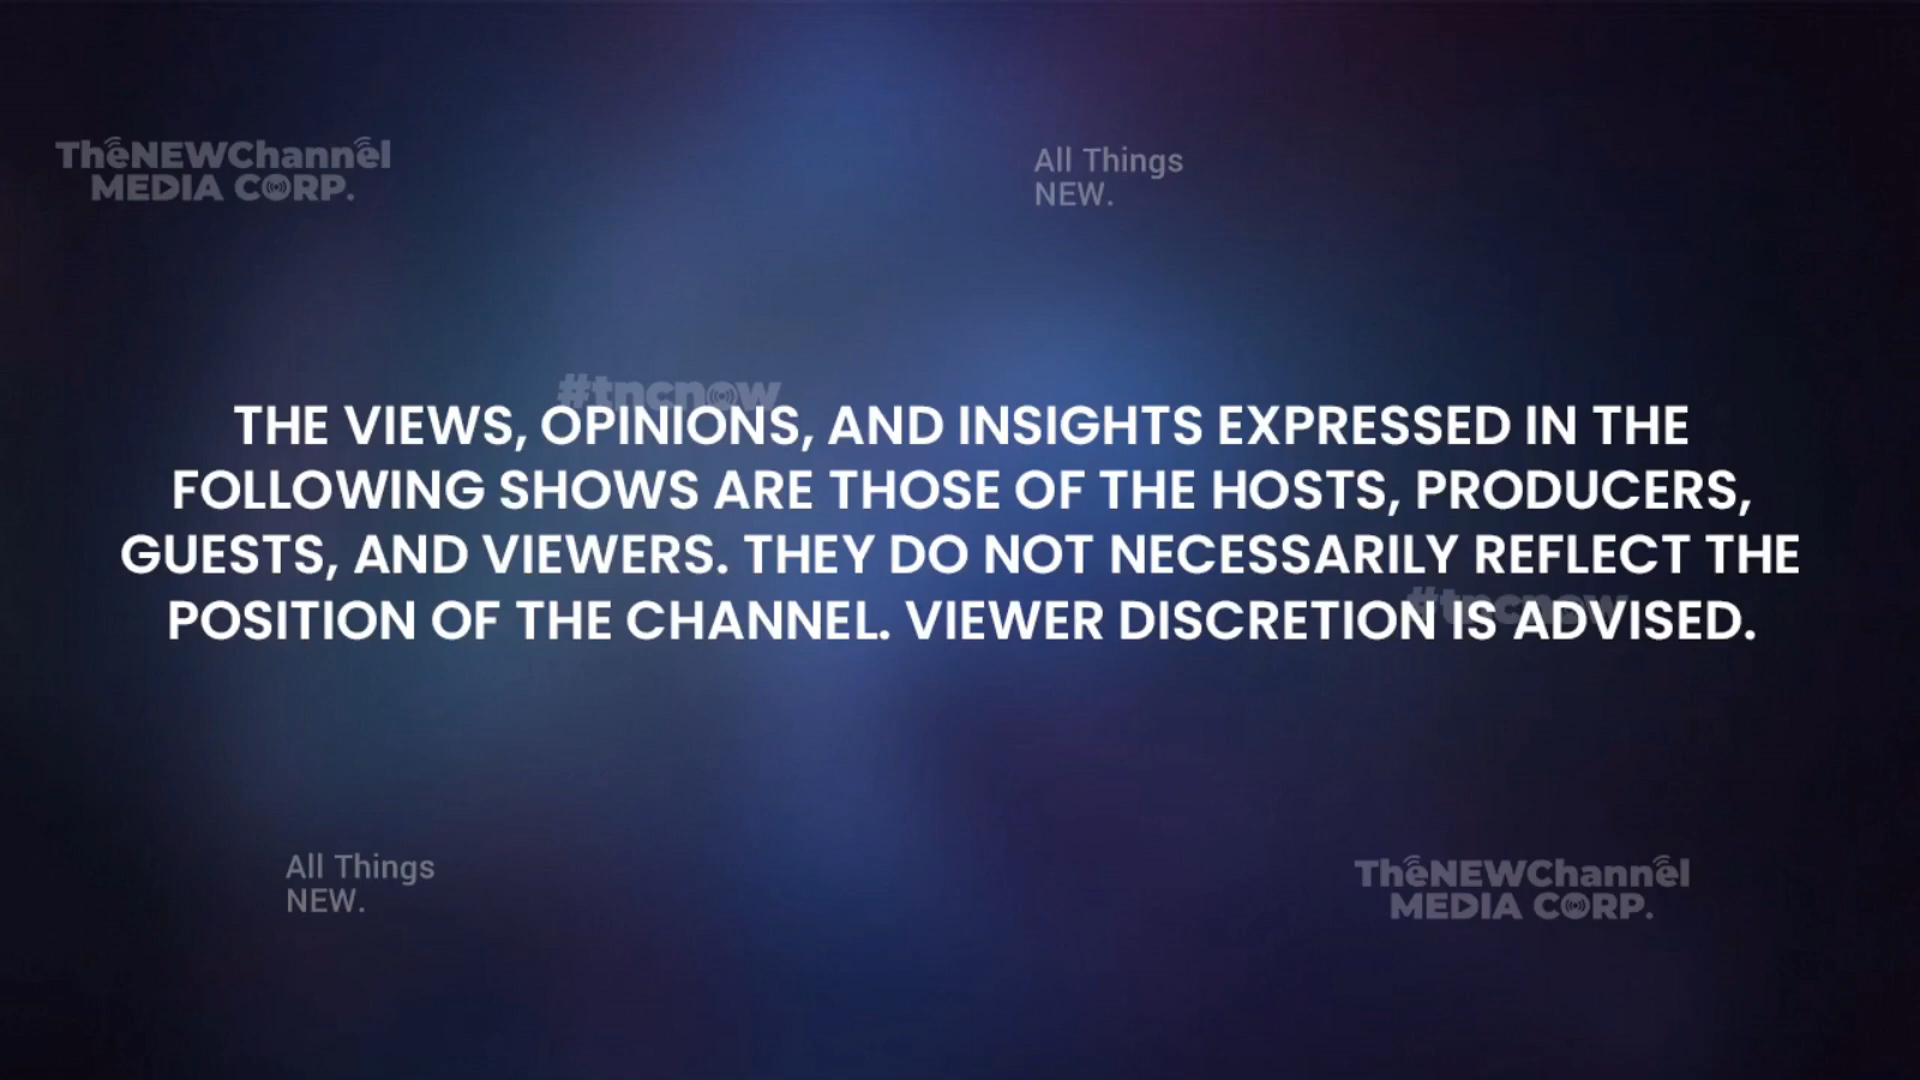 TheNEWChannel
MEDIA CORP.
All Things
NEW.
#tncnow
THE VIEWS, OPINIONS, AND INSIGHTS EXPRESSED IN THE
FOLLOWING SHOWS ARE THOSE OF THE HOSTS, PRODUCERS,
GUESTS, AND VIEWERS. THEY DO NOT NECESSARILY REFLECT THE
#tncnow
POSITION OF THE CHANNEL. VIEWER DISCRETION IS ADVISED.
All Things
NEW.
TheNEWChannel
MEDIA CORP.